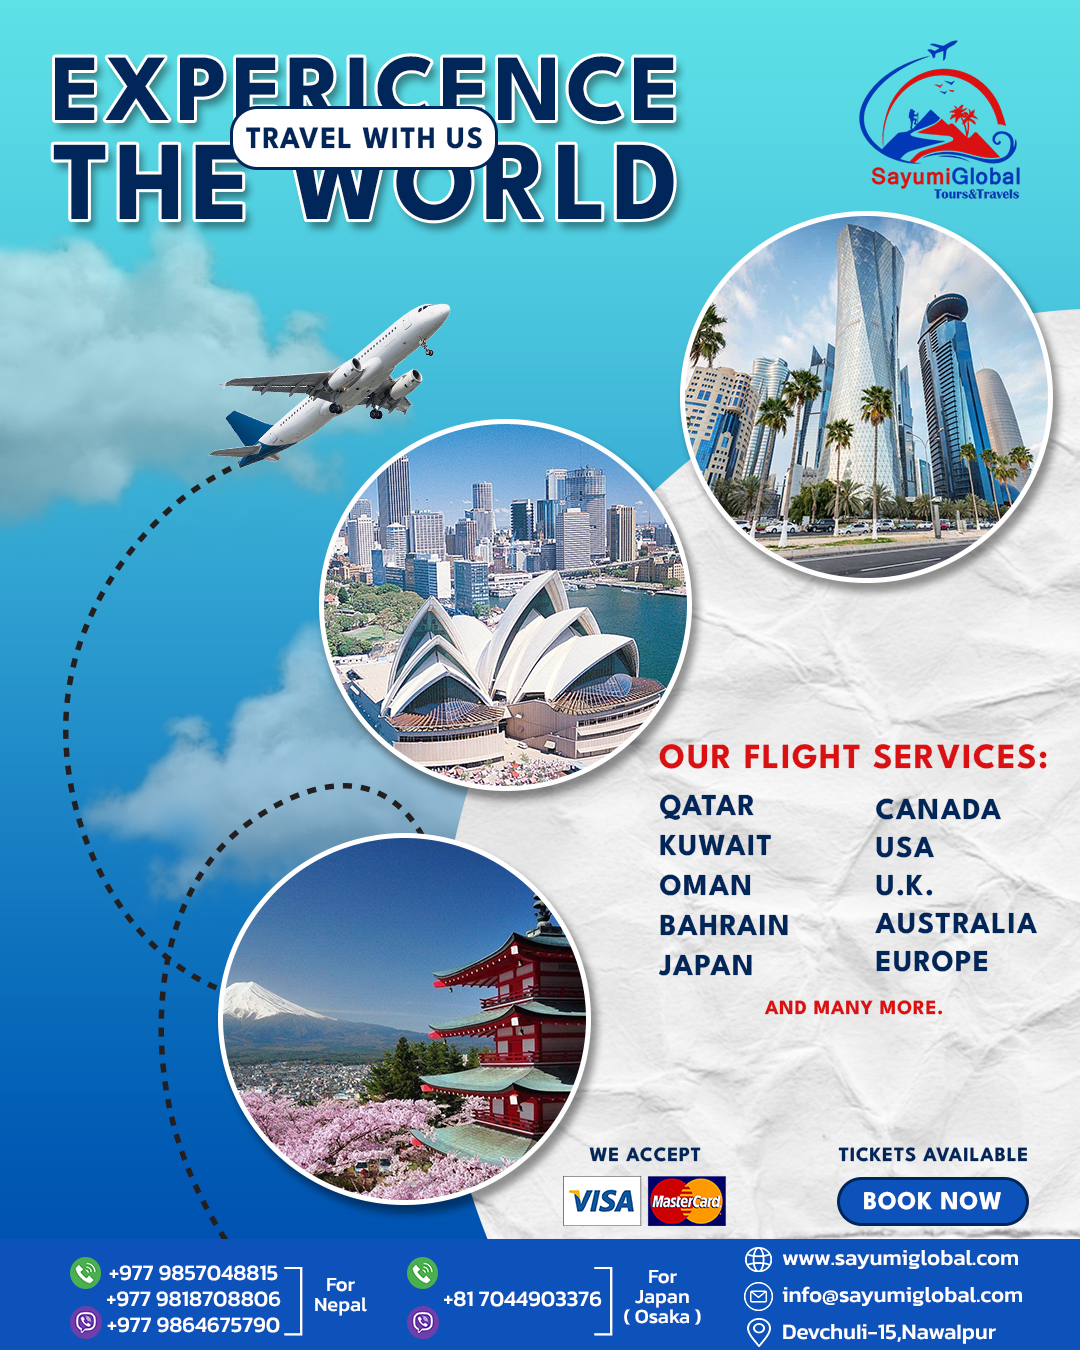 EXPERICENCE
TRAVEL WITH US
THE WORLD
SayumiGlobal
Tours&Travels
OUR FLIGHT SERVICES:
QATAR
KUWAIT
OMAN
BAHRAIN
JAPAN
CANADA
USA
U.K.
AUSTRALIA
EUROPE
AND MANY MORE.
WE ACCEPT
VISA
MasterCard
TICKETS AVAILABLE
BOOK NOW
+977 9857048815
+977 9818708806
+977 9864675790
For
Nepal
+81 7044903376
For
Japan
( Osaka )
www.sayumiglobal.com
info@sayumiglobal.com
Devchuli-15,Nawalpur